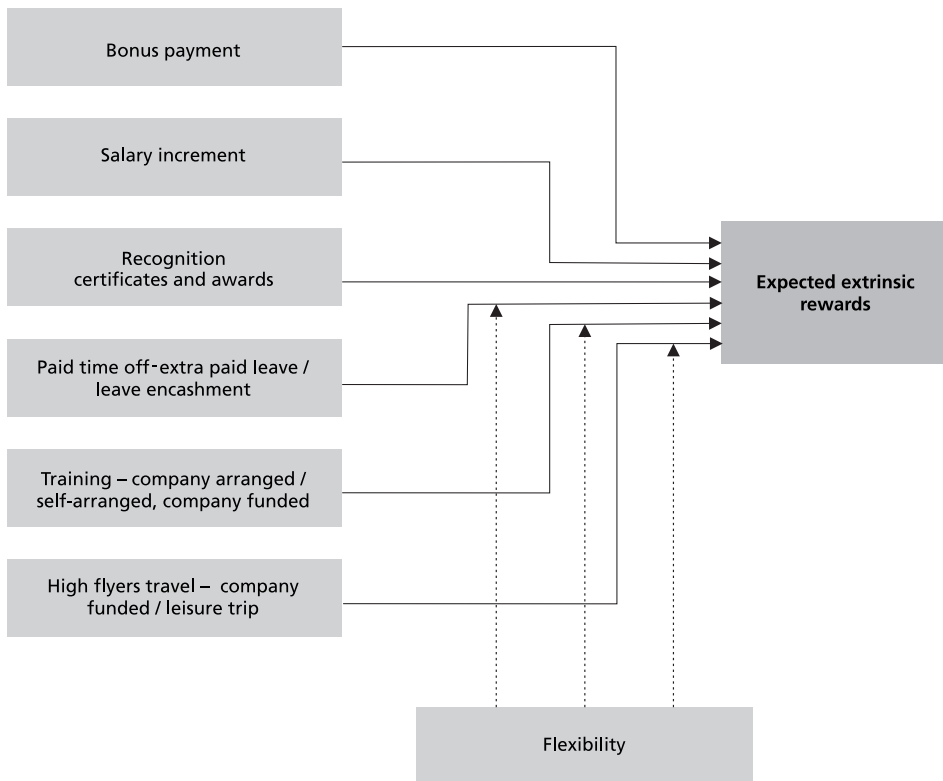 Bonus payment
Salary increment
Recognition
certificates and awards
Expected extrinsic
rewards
Paid time off-extra paid leave /
leave encashment
Training – company arranged /
self-arranged, company funded
High flyers travel – company
funded / leisure trip
Flexibility